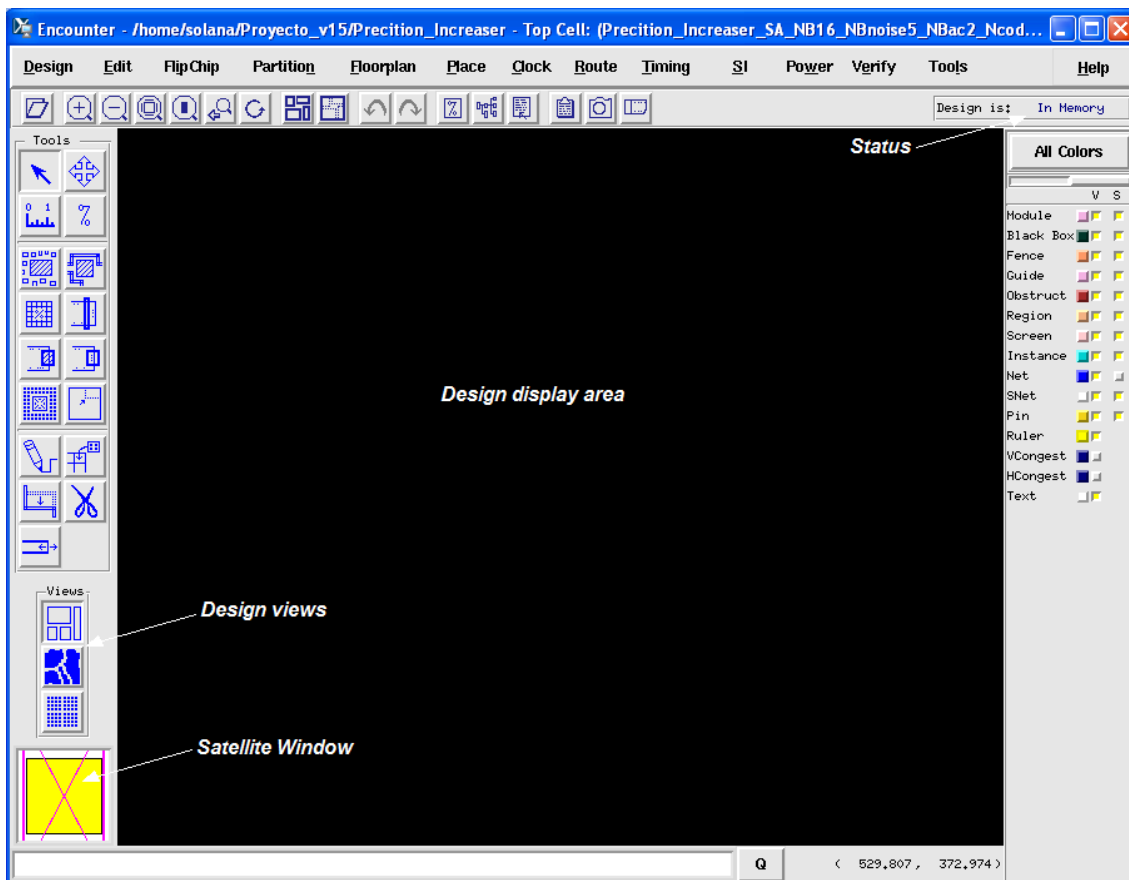 Encounter - /home/solana/Proyecto_v15/Precition_Increaser - Top Cell: (Precition_Increaser_SA_NB16_NBnoise5_NBac2_Ncod...
Design Edit FlipChip Partition Floorplan Place Clock Route Timing SI Power Verify Tools Help
Design is: In Memory
Tools
Status
All Colors
V S
0 1
%
Module
Black Box
Fence
Guide
Obstruct
Region
Screen
Instance
Net
SNet
Pin
Ruler
VCongest
HCongest
Text
Design display area
Views
Design views
Satellite Window
Q
( 529.807, 372.974)